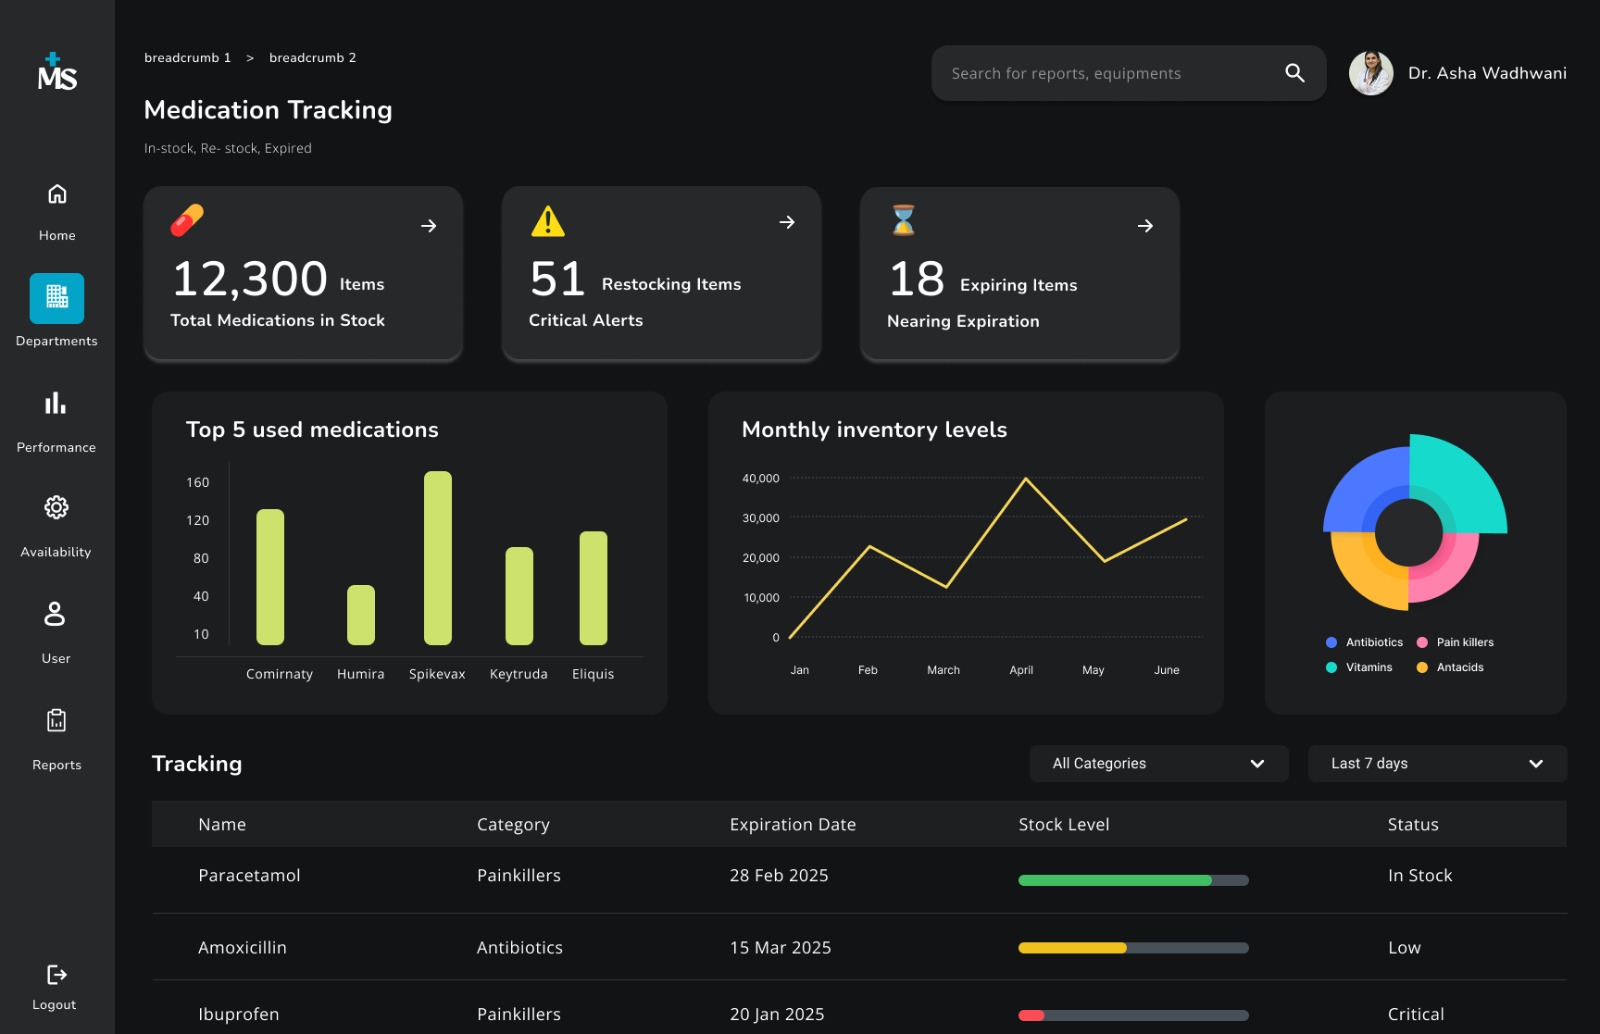 MS
Home
Departments
Performance
Availability
User
Reports
Logout
breadcrumb 1 > breadcrumb 2
Medication Tracking
In-stock, Re- stock, Expired
Search for reports, equipments
Dr. Asha Wadhwani
12,300 Items
Total Medications in Stock
51 Restocking Items
Critical Alerts
18 Expiring Items
Nearing Expiration
Top 5 used medications
160
120
80
40
10
Comirnaty Humira Spikevax Keytruda Eliquis
Monthly inventory levels
40,000
30,000
20,000
10,000
0
Jan Feb March April May June
Antibiotics Pain killers
Vitamins Antacids
Tracking
All Categories Last 7 days
Name Category Expiration Date Stock Level Status
Paracetamol Painkillers 28 Feb 2025 In Stock
Amoxicillin Antibiotics 15 Mar 2025 Low
Ibuprofen Painkillers 20 Jan 2025 Critical